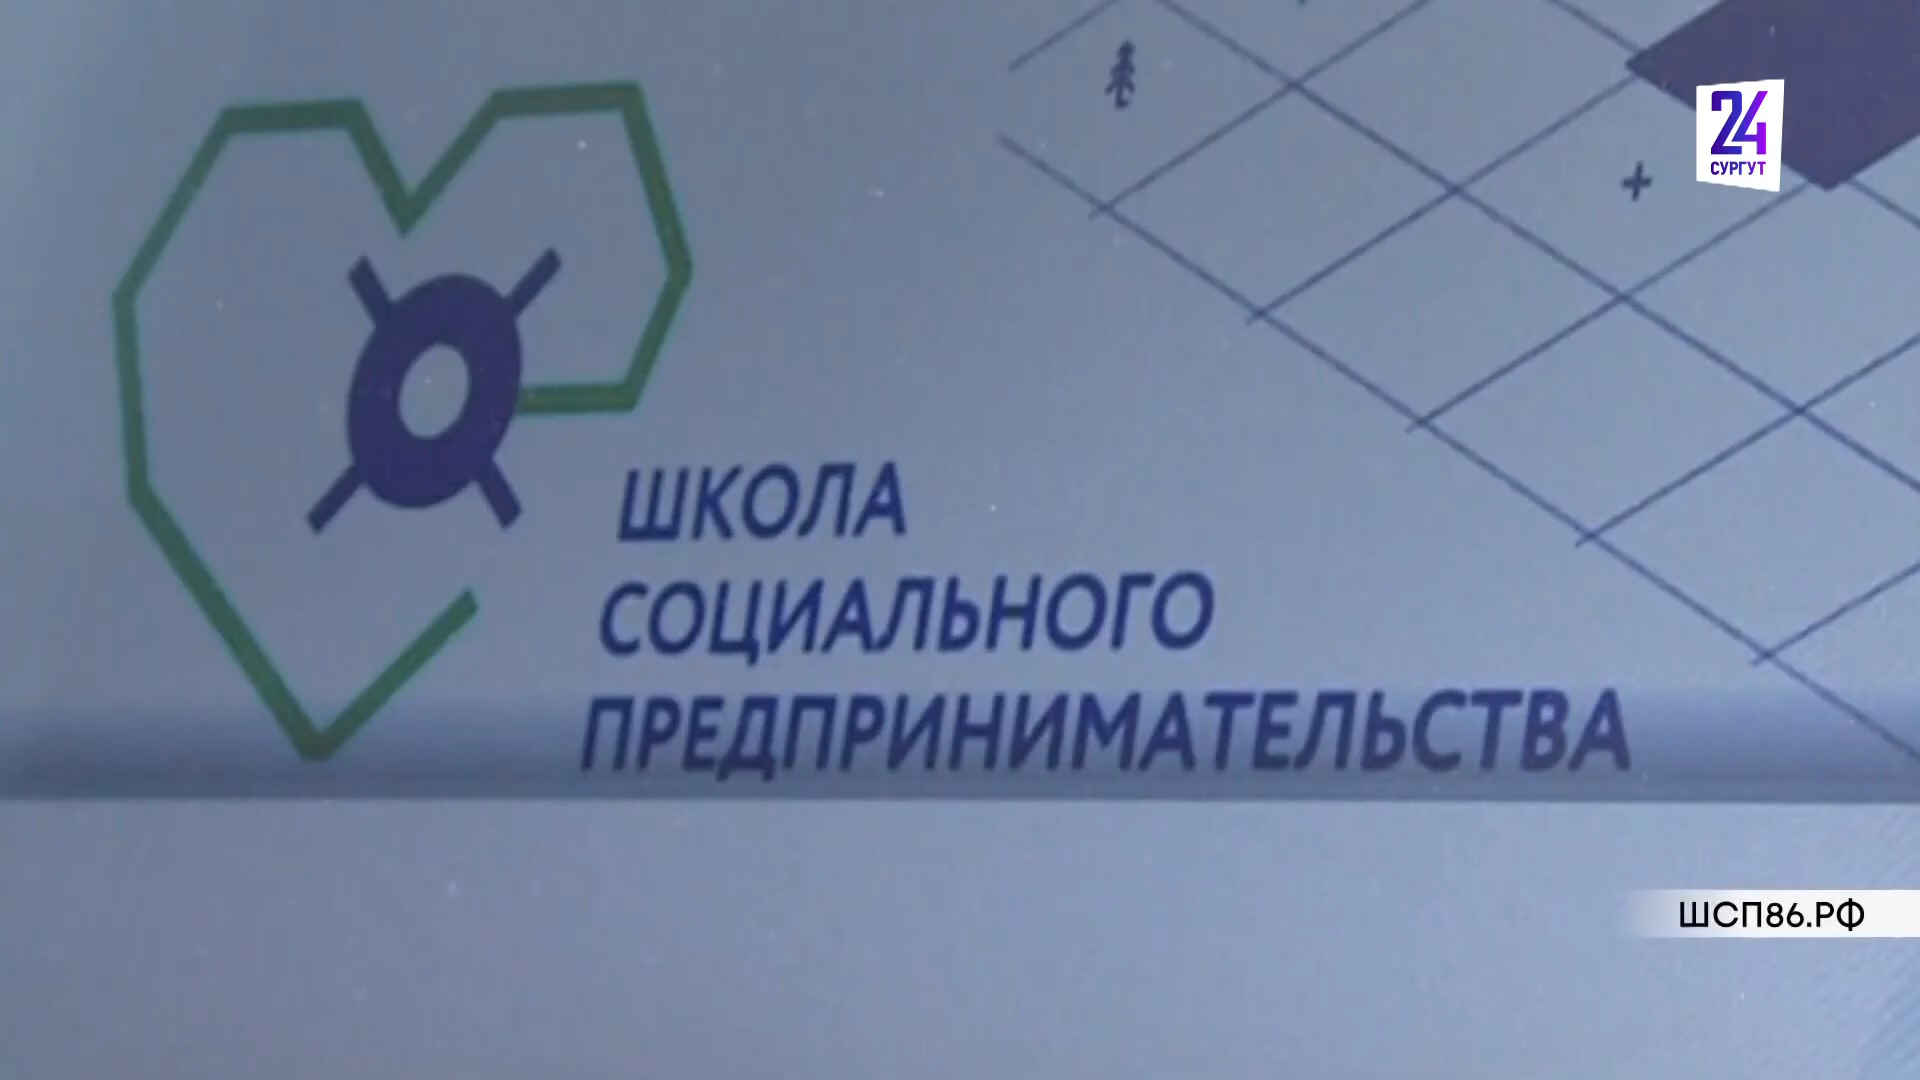 24
СУРГУТ
ШКОЛА
СОЦИАЛЬНОГО
ПРЕДПРИНИМАТЕЛЬСТВА
ШСП86.РФ